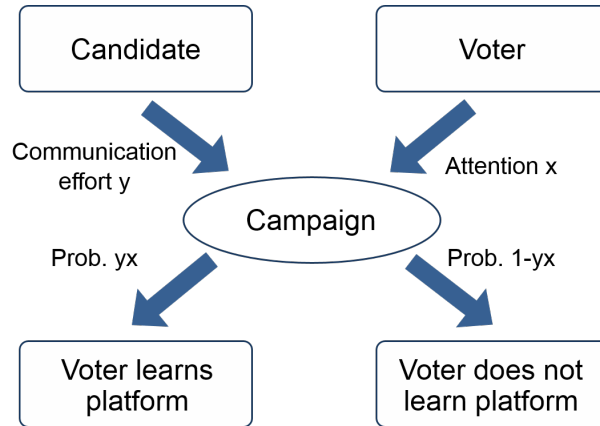 Candidate
Voter
Communication
effort y
Attention x
Campaign
Prob. yx
Prob. 1-yx
Voter learns
platform
Voter does not
learn platform